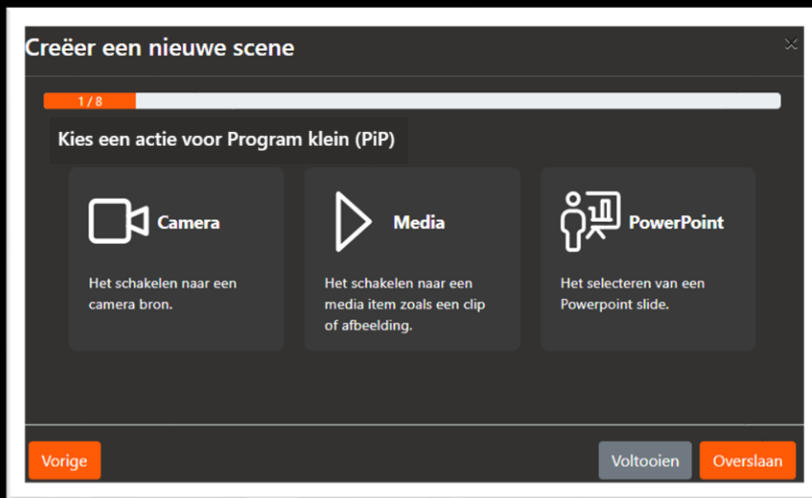 Creëer een nieuwe scene
1 / 8
Kies een actie voor Program klein (PiP)
Camera
Het schakelen naar een
camera bron.
Media
Het schakelen naar een
media item zoals een clip
of afbeelding.
PowerPoint
Het selecteren van een
Powerpoint slide.
Vorige
Voltooien
Overslaan